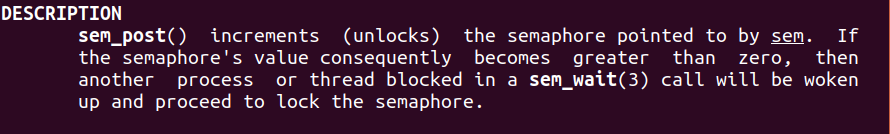 DESCRIPTION
sem_post() increments (unlocks) the semaphore pointed to by sem. If
the semaphore's value consequently becomes greater than zero, then
another process or thread blocked in a sem_wait(3) call will be woken
up and proceed to lock the semaphore.